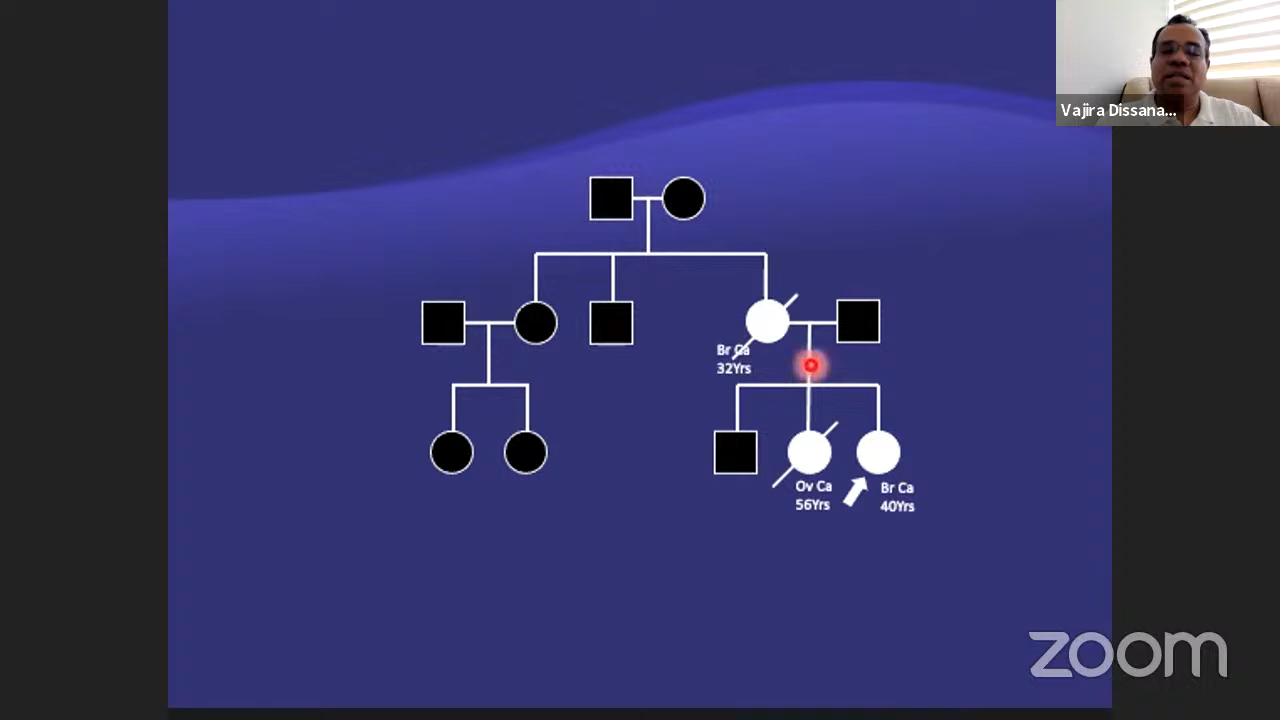 Vajira Dissana...
Br Ca
32Yrs
Ov Ca
56Yrs
Br Ca
40Yrs
zoom